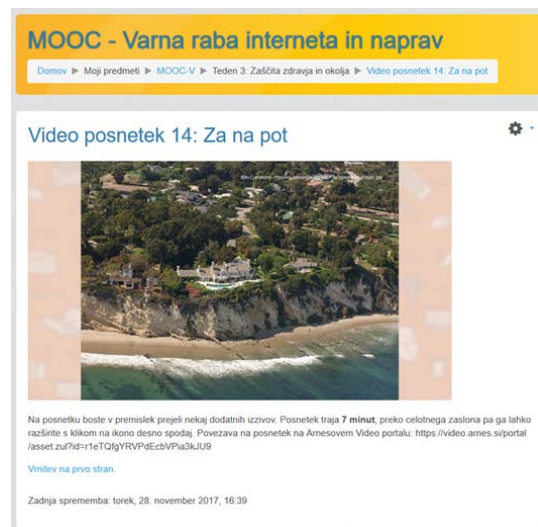 MOOC - Varna raba interneta in naprav
Domov ▶ Moji predmeti ▶ MOOC-V ▶ Teden 3: Zaščita zdravja in okolja ▶ Video posnetek 14: Za na pot
Video posnetek 14: Za na pot
Na posnetku boste v premislek prejeli nekaj dodatnih izzivov. Posnetek traja 7 minut, preko celotnega zaslona pa ga lahko
razširite s klikom na ikono desno spodaj. Povezava na posnetek na Arnesovem Video portalu: https://video.arnes.si/portal
/asset.zul?id=r1eTQfgYRVPdEcbVPia3kJU9
Vrnitev na prvo stran.
Zadnja sprememba: torek, 28. november 2017, 16:39